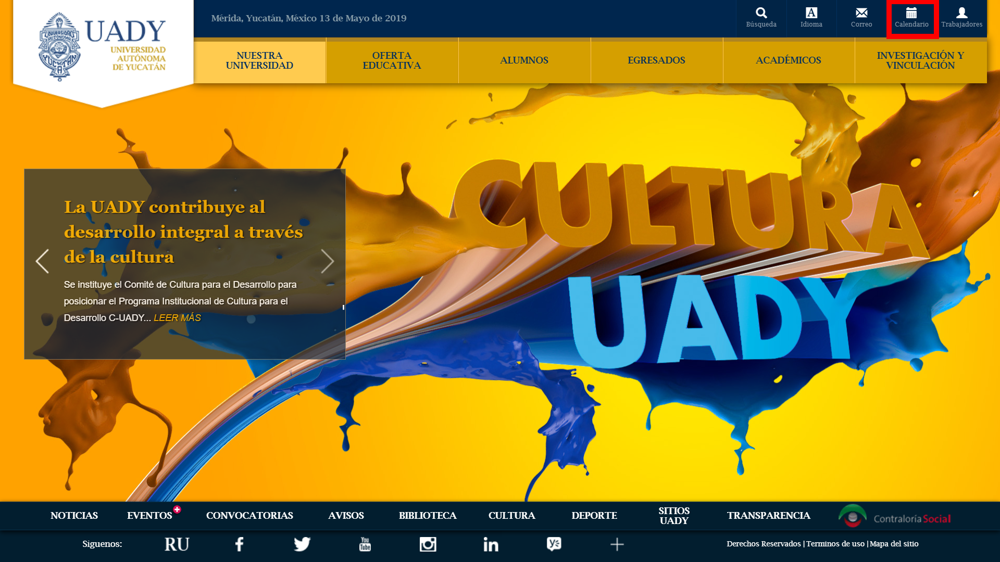 UADY
UNIVERSIDAD
AUTÓNOMA
DE YUCATÁN
Mérida, Yucatán, México 13 de Mayo de 2019
Búsqueda
Idioma
Correo
Calendario
Trabajadores
NUESTRA
UNIVERSIDAD
OFERTA
EDUCATIVA
ALUMNOS
EGRESADOS
ACADÉMICOS
INVESTIGACIÓN Y
VINCULACIÓN
La UADY contribuye al
desarrollo integral a través
de la cultura
Se instituye el Comité de Cultura para el Desarrollo para
posicionar el Programa Institucional de Cultura para el
Desarrollo C-UADY... LEER MÁS
CULTURA
UADY
NOTICIAS
EVENTOS
CONVOCATORIAS
AVISOS
BIBLIOTECA
CULTURA
DEPORTE
SITIOS
UADY
TRANSPARENCIA
Contraloría Social
Siguenos:
RU
You
Tube
Derechos Reservados | Terminos de uso | Mapa del sitio